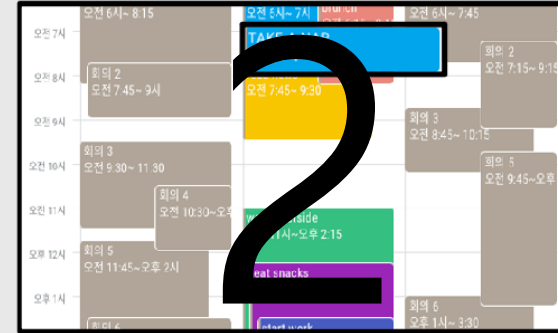 오전 6시~ 8:15
오전 5시~ 7시
brunch
오전 6시~ 7:45
오전 7시
오전 8시
오전 9시
오전 10시
오전 11시
오후 12시
오후 1시
회의 2
오전 7:45~ 9시
회의 3
오전 9:30~ 11:30
회의 4
오전 10:30~오후
회의 5
오전 11:45~오후 2시
회의 6
TAKE A NAP
오전 7:45~ 9:30
~오후 2:15
eat snacks
start work
회의 2
오전 7:15~ 9:15
회의 3
오전 8:45~ 10:15
회의 5
오전 9:45~오후
회의 6
오후 1시~ 3:30
2